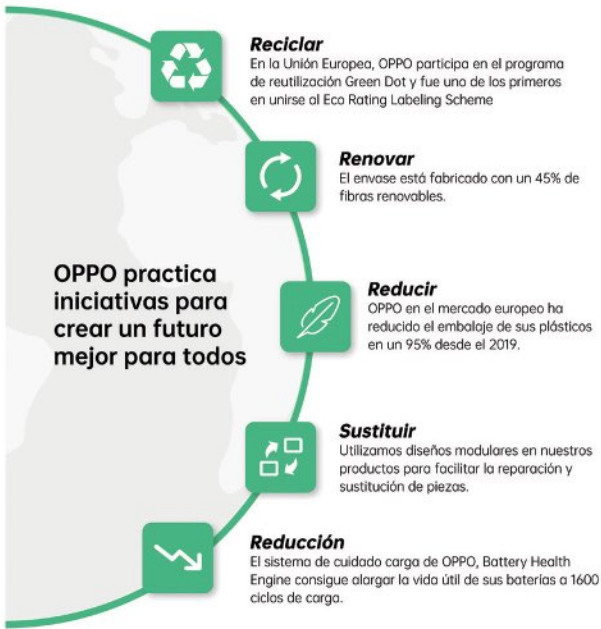 Reciclar
En la Unión Europea, OPPO participa en el programa
de reutilización Green Dot y fue uno de los primeros
en unirse al Eco Rating Labeling Scheme
Renovar
El envase está fabricado con un 45% de
fibras renovables.
OPPO practica
iniciativas para
crear un futuro
mejor para todos
Reducir
OPPO en el mercado europeo ha
reducido el embalaje de sus plásticos
en un 95% desde el 2019.
Sustituir
Utilizamos diseños modulares en nuestros
productos para facilitar la reparación y
sustitución de piezas.
Reducción
El sistema de cuidado carga de OPPO, Battery Health
Engine consigue alargar la vida útil de sus baterías a 1600
ciclos de carga.